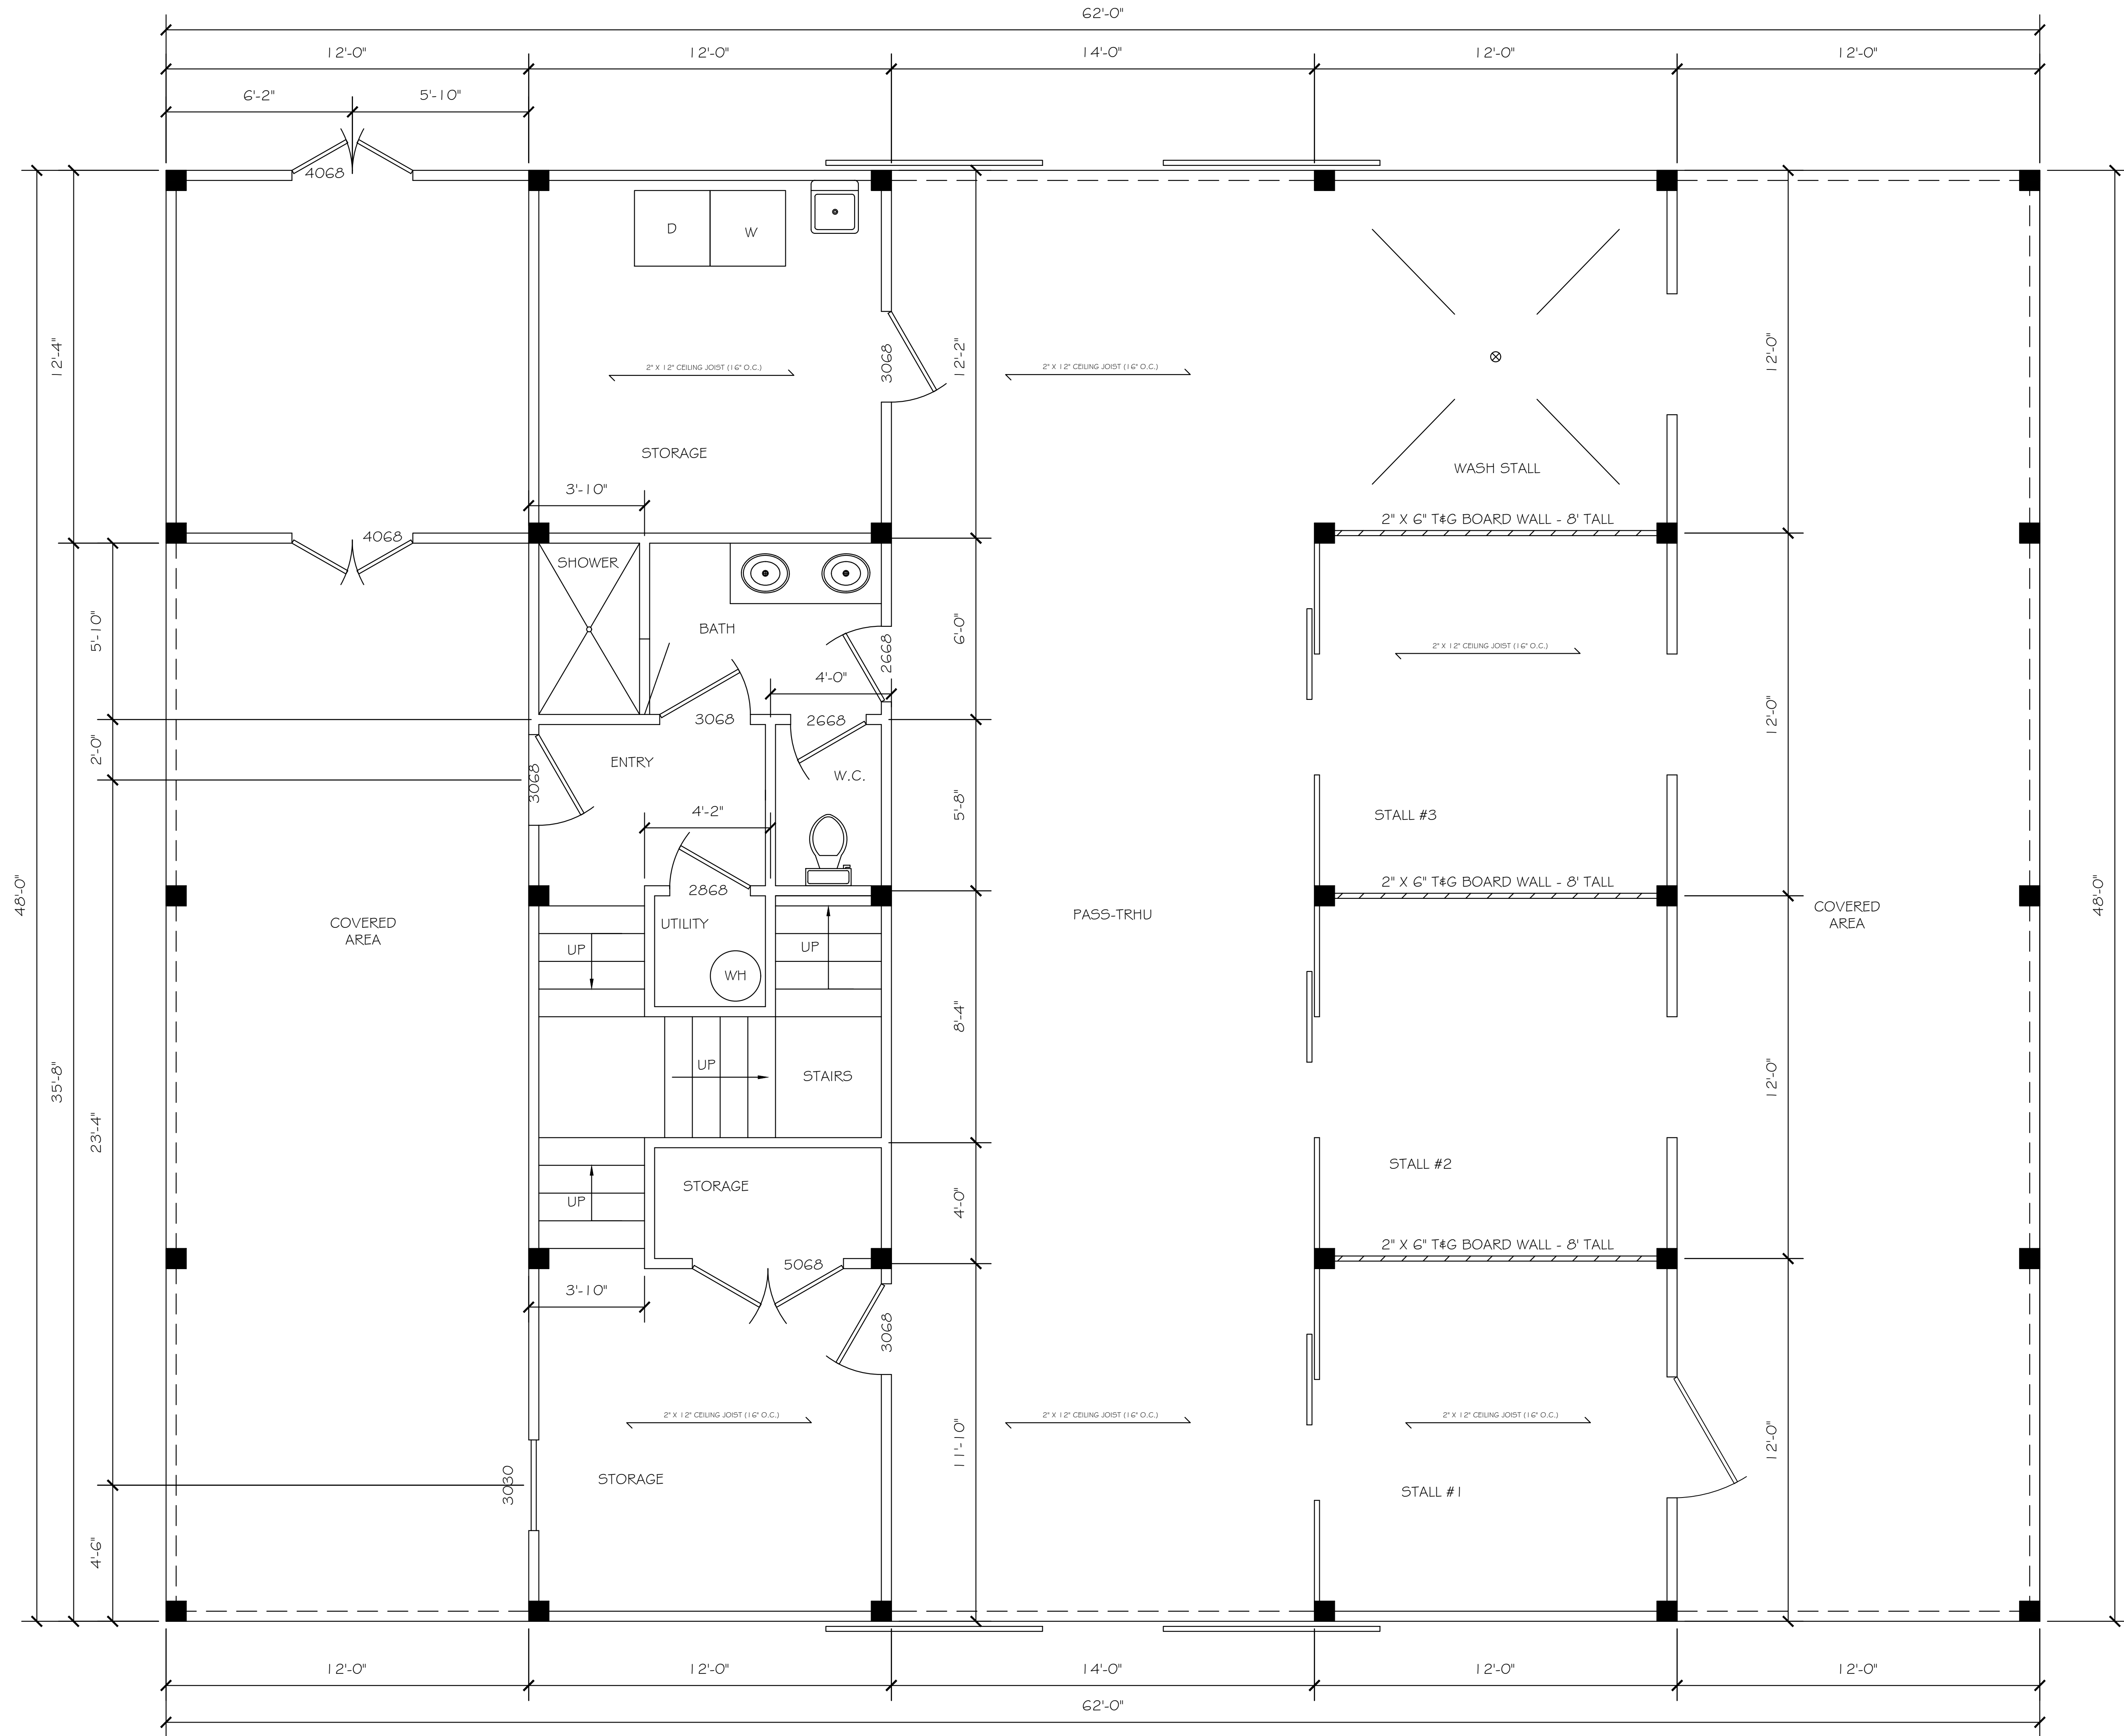 62'-0"
12'-0" 12'-0" 14'-0" 12'-0" 12'-0"
6'-2" 5'-10"
4068
D W
12'-4"
3068
12'-2"
12'-0"
2" X 12" CEILING JOIST (16" O.C.)
2" X 12" CEILING JOIST (16" O.C.)
STORAGE
WASH STALL
3'-10"
2" X 6" T&G BOARD WALL - 8' TALL
4068
SHOWER
5'-10"
BATH
6'-0"
2668
2" X 12" CEILING JOIST (16" O.C.)
4'-0"
3068
2668
12'-0"
2'-0"
ENTRY
3068
W.C.
4'-2"
5'-8"
STALL #3
2868
2" X 6" T&G BOARD WALL - 8' TALL
48'-0"
COVERED
AREA
UTILITY
PASS-TRHU
COVERED
AREA
48'-0"
UP
UP
WH
8'-4"
35'-8"
UP
STAIRS
12'-0"
23'-4"
STALL #2
STORAGE
UP
4'-0"
2" X 6" T&G BOARD WALL - 8' TALL
5068
3'-10"
3068
2" X 12" CEILING JOIST (16" O.C.)
2" X 12" CEILING JOIST (16" O.C.)
2" X 12" CEILING JOIST (16" O.C.)
11'-10"
12'-0"
3030
STORAGE
STALL #1
4'-6"
12'-0" 12'-0" 14'-0" 12'-0" 12'-0"
62'-0"